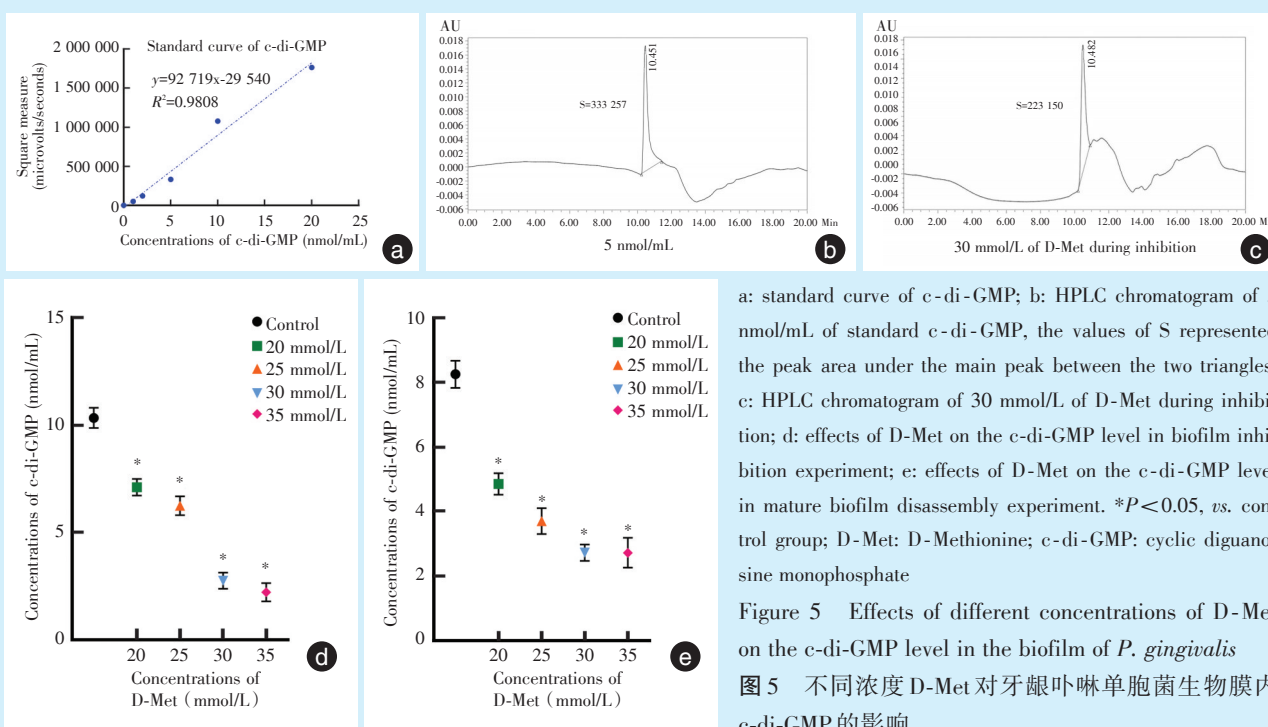 2 000 000
1 500 000
1 000 000
500 000
0
Square measure
(microvolts/seconds)
Standard curve of c-di-GMP
y=92 719x-29 540
R²=0.9808
0 5 10 15 20 25
Concentrations of c-di-GMP (nmol/mL)
a
AU
0.018
0.016
0.014
0.012
0.010
0.008
0.006
0.004
0.002
0.000
-0.002
-0.004
-0.006
10.451
S=333 257
0.00 2.00 4.00 6.00 8.00 10.00 12.00 14.00 16.00 18.00 20.00 Min
5 nmol/mL
b
AU
0.018
0.016
0.014
0.012
0.010
0.008
0.006
0.004
0.002
0.000
-0.002
-0.004
-0.006
10.482
S=223 150
0.00 2.00 4.00 6.00 8.00 10.00 12.00 14.00 16.00 18.00 20.00
30 mmol/L of D-Met during inhibition
c
15
10
5
0
Concentrations of c-di-GMP (nmol/mL)
Control
20 mmol/L
25 mmol/L
30 mmol/L
35 mmol/L
* * * *
20 25 30 35
Concentrations of
D-Met (mmol/L)
d
10
8
6
4
2
0
Concentrations of c-di-GMP (nmol/mL)
Control
20 mmol/L
25 mmol/L
30 mmol/L
35 mmol/L
* * * *
20 25 30 35
Concentrations of
D-Met (mmol/L)
e
a: standard curve of c-di-GMP; b: HPLC chromatogram of
nmol/mL of standard c-di-GMP, the values of S represented
the peak area under the main peak between the two triangles
c: HPLC chromatogram of 30 mmol/L of D-Met during inhibi
tion; d: effects of D-Met on the c-di-GMP level in biofilm inhi
bition experiment; e: effects of D-Met on the c-di-GMP level
in mature biofilm disassembly experiment. *P<0.05, vs. con
trol group; D-Met: D-Methionine; c-di-GMP: cyclic diguano
sine monophosphate
Figure 5 Effects of different concentrations of D-Met
on the c-di-GMP level in the biofilm of P. gingivalis
图5 不同浓度D-Met对牙龈卟啉单胞菌生物膜内
c-di-GMP的影响